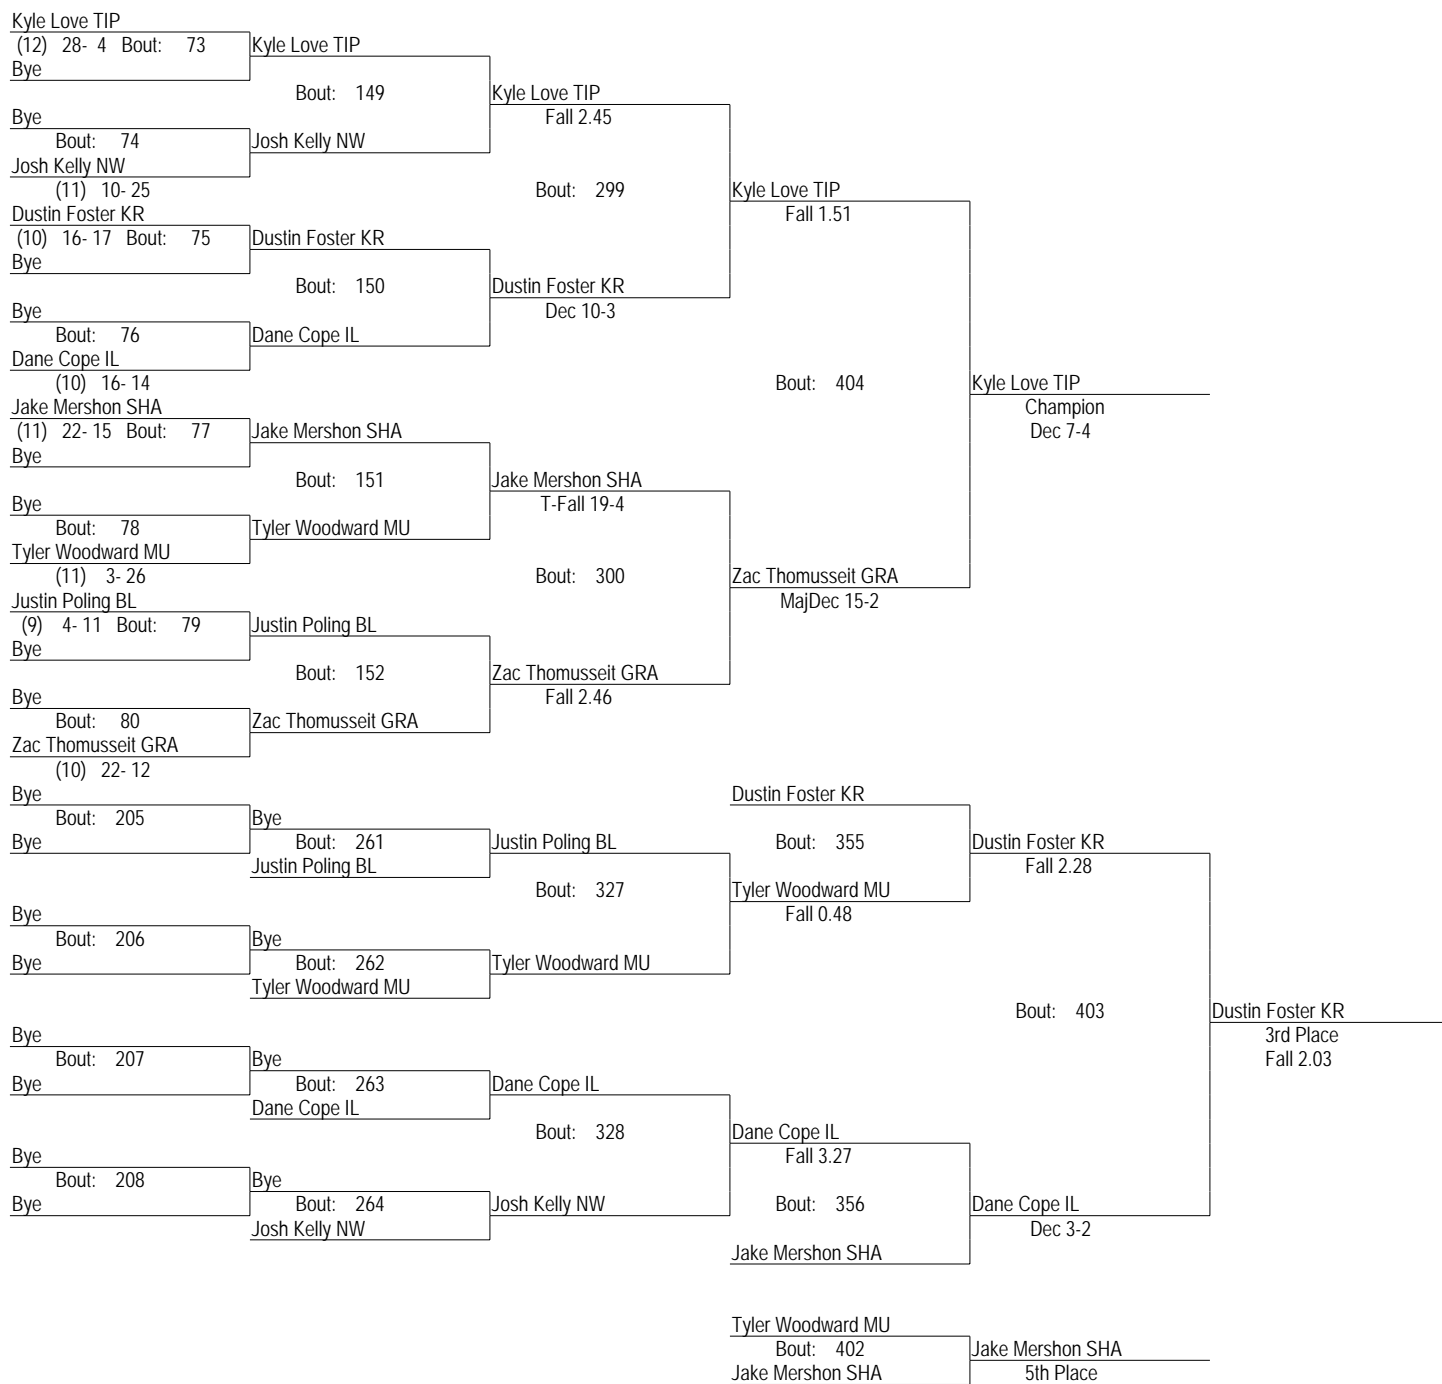 Kyle Love TIP
(12) 28- 4 Bout: 73 Kyle Love TIP
Bye
Bout: 149 Kyle Love TIP
Bye Fall 2.45
Bout: 74 Josh Kelly NW
Josh Kelly NW
(11) 10- 25 Bout: 299 Kyle Love TIP
Dustin Foster KR Fall 1.51
(10) 16- 17 Bout: 75 Dustin Foster KR
Bye
Bout: 150 Dustin Foster KR
Bye Dec 10-3
Bout: 76 Dane Cope IL
Dane Cope IL
(10) 16- 14 Bout: 404 Kyle Love TIP
Jake Mershon SHA Champion
(11) 22- 15 Bout: 77 Jake Mershon SHA Dec 7-4
Bye
Bout: 151 Jake Mershon SHA
Bye T-Fall 19-4
Bout: 78 Tyler Woodward MU
Tyler Woodward MU
(11) 3- 26 Bout: 300 Zac Thomusseit GRA
Justin Poling BL MajDec 15-2
(9) 4- 11 Bout: 79 Justin Poling BL
Bye
Bout: 152 Zac Thomusseit GRA
Bye Fall 2.46
Bout: 80 Zac Thomusseit GRA
Zac Thomusseit GRA
(10) 22- 12
Bye Dustin Foster KR
Bout: 205 Bye
Bye Bout: 261 Justin Poling BL Bout: 355 Dustin Foster KR
Justin Poling BL Fall 2.28
Bout: 327 Tyler Woodward MU
Bye Fall 0.48
Bout: 206 Bye
Bye Bout: 262 Tyler Woodward MU
Tyler Woodward MU
Bout: 403 Dustin Foster KR
Bye 3rd Place
Bout: 207 Bye Fall 2.03
Bye Bout: 263 Dane Cope IL
Dane Cope IL
Bout: 328 Dane Cope IL
Bye Fall 3.27
Bout: 208 Bye
Bye Bout: 264 Josh Kelly NW Bout: 356 Dane Cope IL
Josh Kelly NW Dec 3-2
Jake Mershon SHA
Tyler Woodward MU
Bout: 402 Jake Mershon SHA
Jake Mershon SHA 5th Place